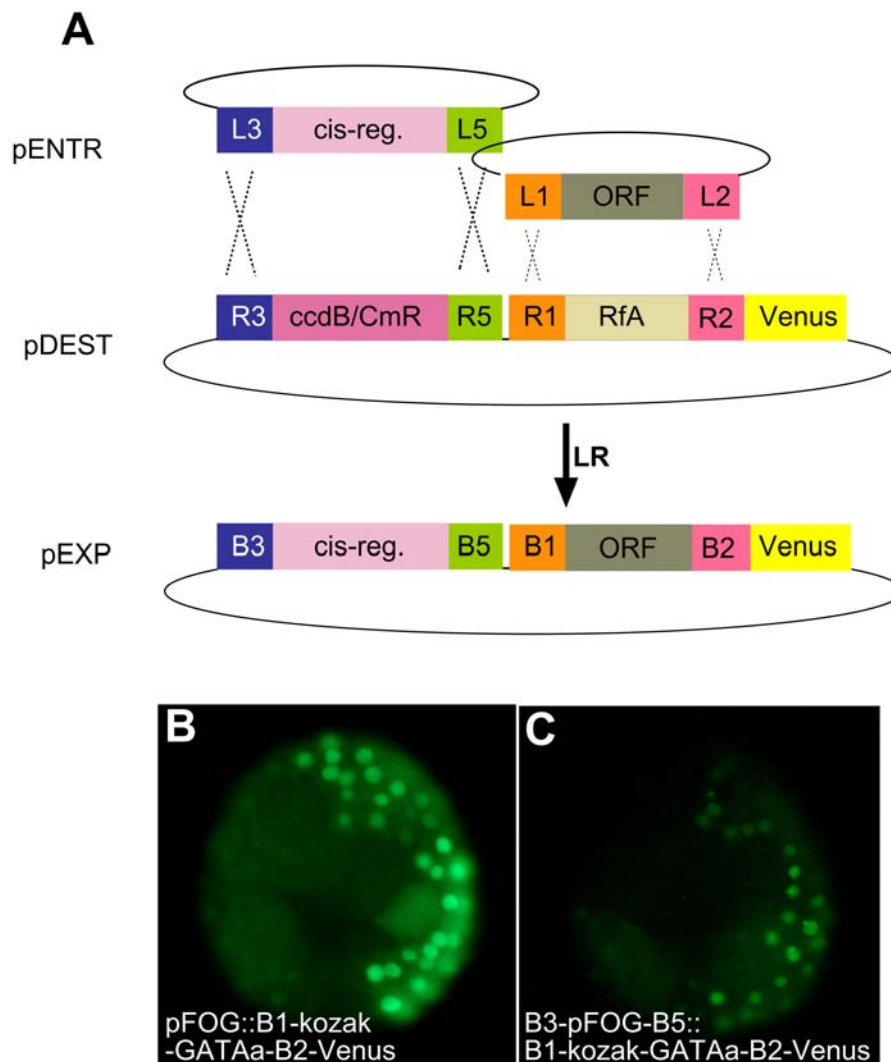 A
L3 cis-reg. L5
pENTR
L1 ORF L2
R3 ccdB/CmR R5 R1 RfA R2 Venus
pDEST
LR
B3 cis-reg. B5 B1 ORF B2 Venus
pEXP
B
pFOG::B1-kozak
-GATAa-B2-Venus
C
B3-pFOG-B5::
B1-kozak-GATAa-B2-Venus